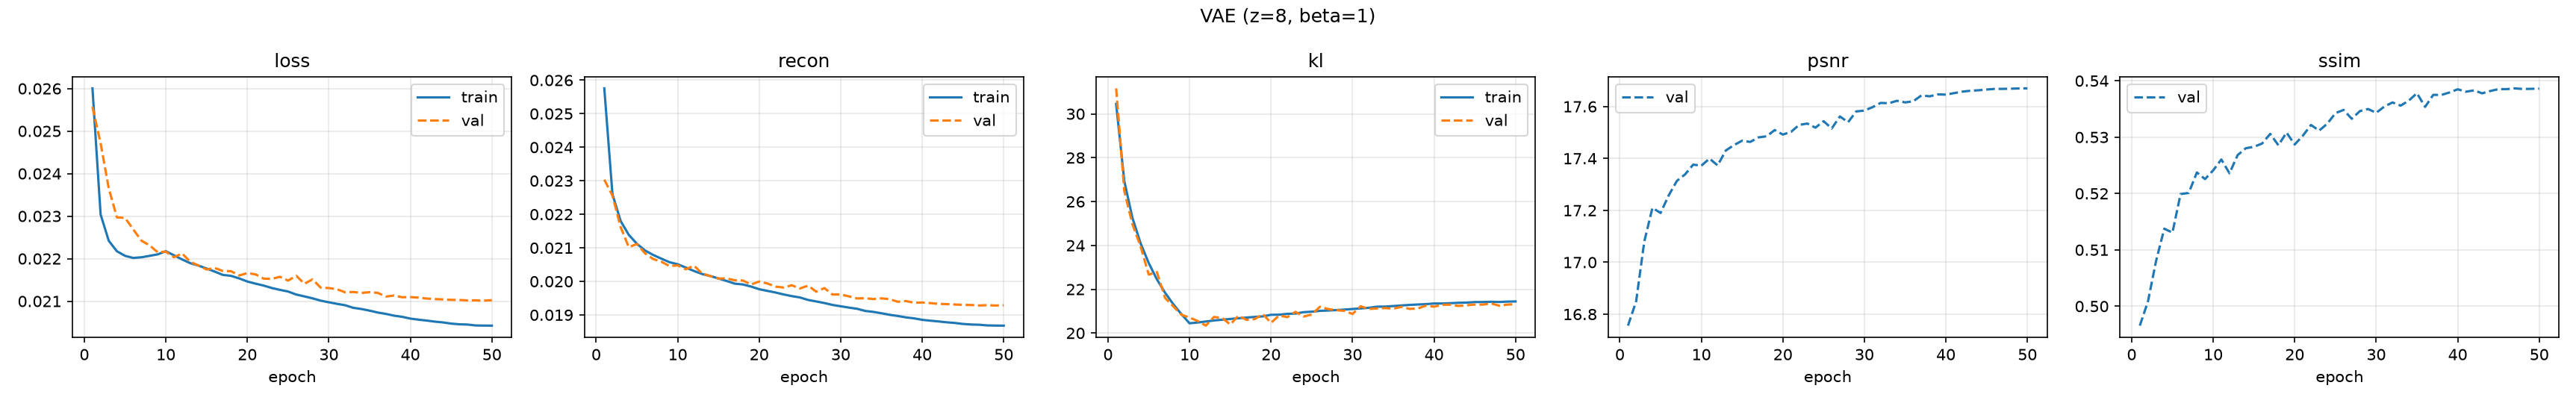 VAE (z=8, beta=1)
loss
0.026
0.025
0.024
0.023
0.022
0.021
0 10 20 30 40 50
epoch
train
val
recon
0.026
0.025
0.024
0.023
0.022
0.021
0.020
0.019
0 10 20 30 40 50
epoch
train
val
kl
30
28
26
24
22
20
0 10 20 30 40 50
epoch
train
val
psnr
17.6
17.4
17.2
17.0
16.8
0 10 20 30 40 50
epoch
val
ssim
0.54
0.53
0.52
0.51
0.50
0 10 20 30 40 50
epoch
val